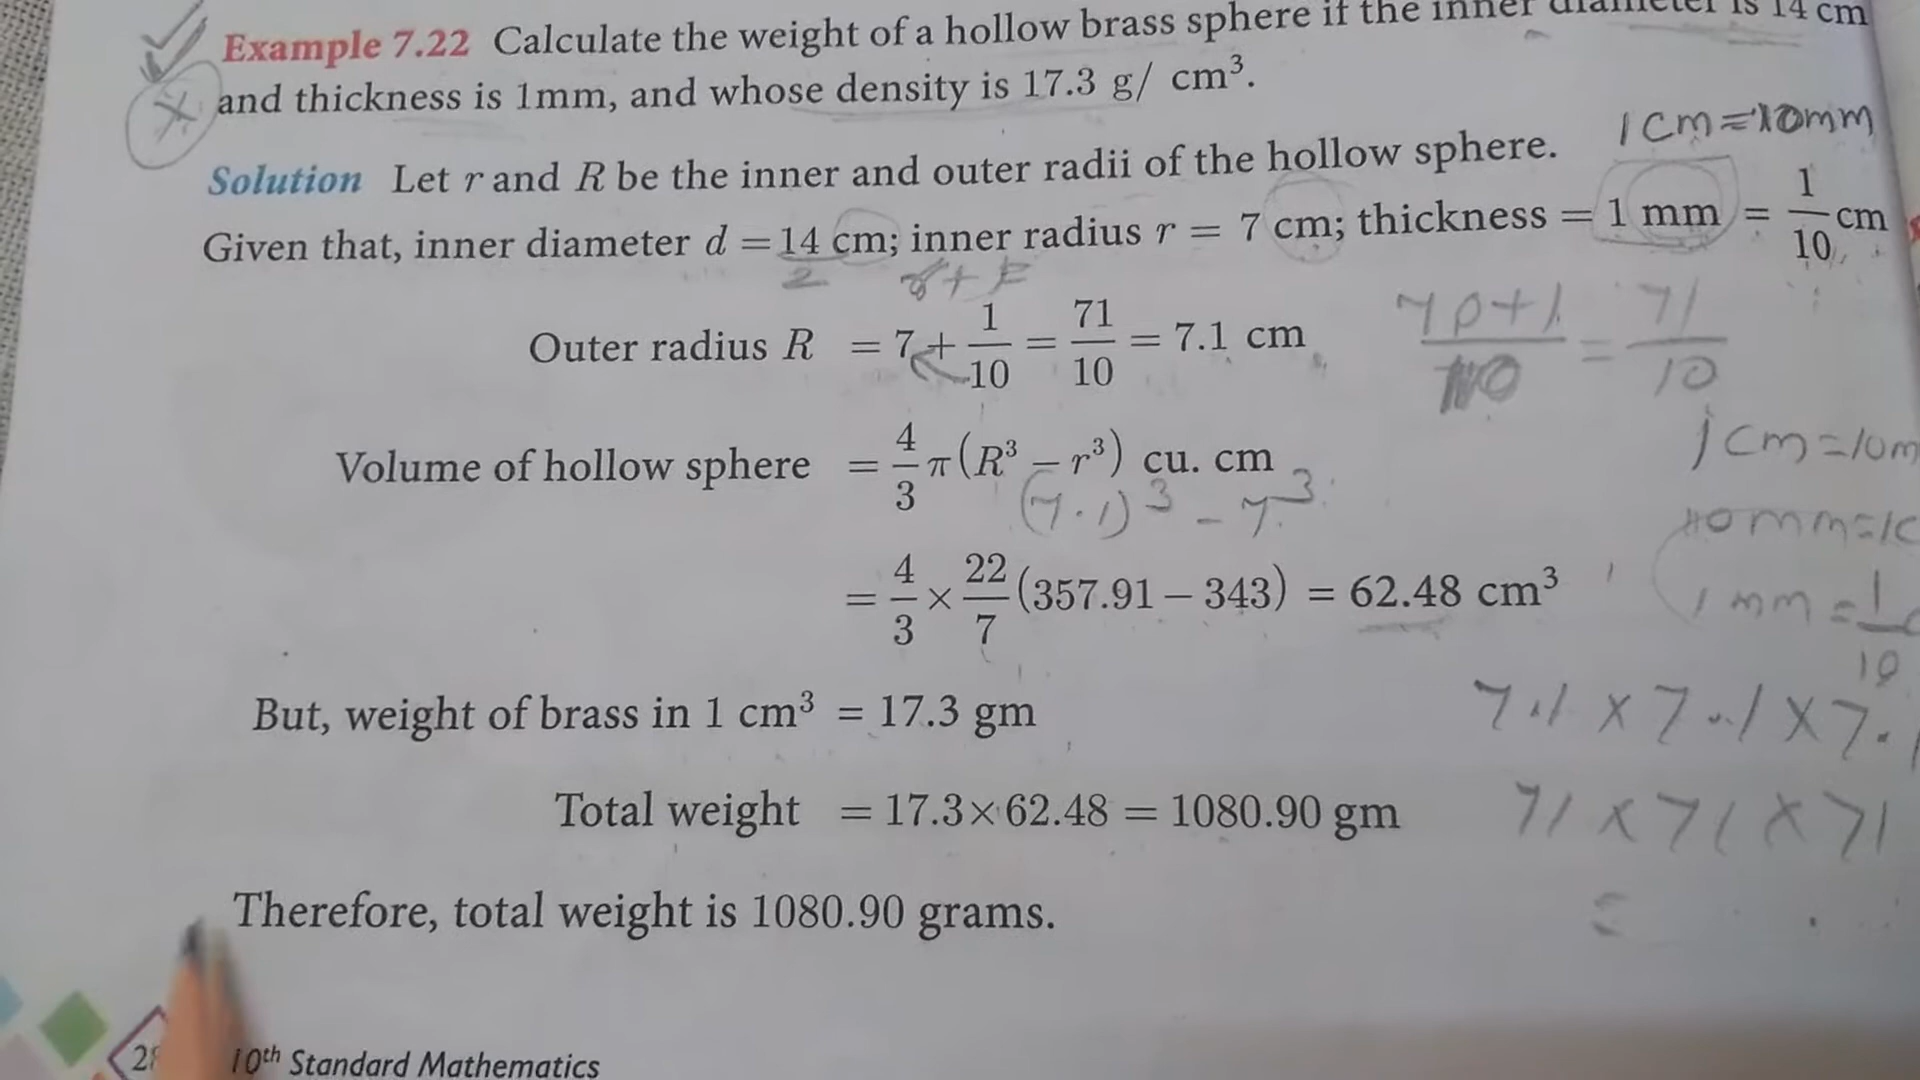 Example 7.22 Calculate the weight of a hollow brass sphere if the inner diameter is 14 cm
and thickness is 1mm, and whose density is 17.3 g/ cm³.
1 cm = 10mm
Solution Let r and R be the inner and outer radii of the hollow sphere.
Given that, inner diameter d = 14 cm; inner radius r = 7 cm; thickness = 1 mm = 1/10 cm
2
Outer radius R = 7 + 1/10 = 71/10 = 7.1 cm
70+1/10 = 71/10
Volume of hollow sphere = 4/3 π(R³ – r³) cu. cm
1 cm = 10m
(7.1)³ - 7³
10mm = 1c
= 4/3 × 22/7 (357.91 – 343) = 62.48 cm³
1 mm = 1/10
But, weight of brass in 1 cm³ = 17.3 gm
7.1 x 7.1 x 7.
Total weight = 17.3 × 62.48 = 1080.90 gm
71 x 71 x 71
=
Therefore, total weight is 1080.90 grams.
10th Standard Mathematics